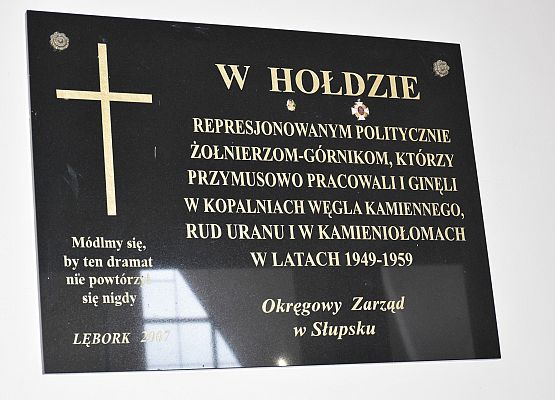 W HOŁDZIE
REPRESJONOWANYM POLITYCZNIE
ŻOŁNIERZOM-GÓRNIKOM, KTÓRZY
PRZYMUSOWO PRACOWALI I GINĘLI
W KOPALNIACH WĘGLA KAMIENNEGO,
RUD URANU I W KAMIENIOŁOMACH
W LATACH 1949-1959
Okręgowy Zarząd
w Słupsku
Módlmy się,
by ten dramat
nie powtórzył
się nigdy
LĘBORK 2007